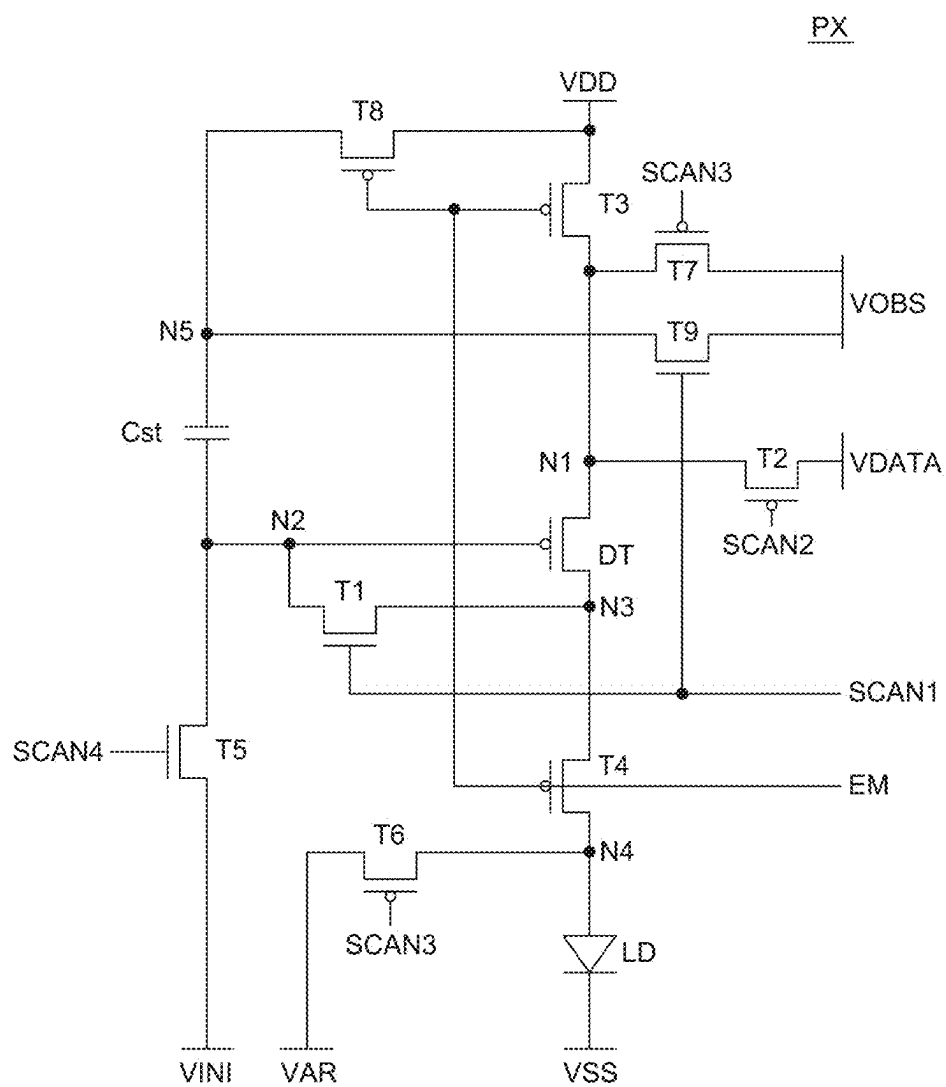 PX
VDD
T8
SCAN3
T3
T7
VOBS
N5
T9
Cst
N1
T2
VDATA
N2
DT
SCAN2
T1
N3
SCAN1
SCAN4
T5
T4
EM
T6
N4
SCAN3
LD
VINI
VAR
VSS